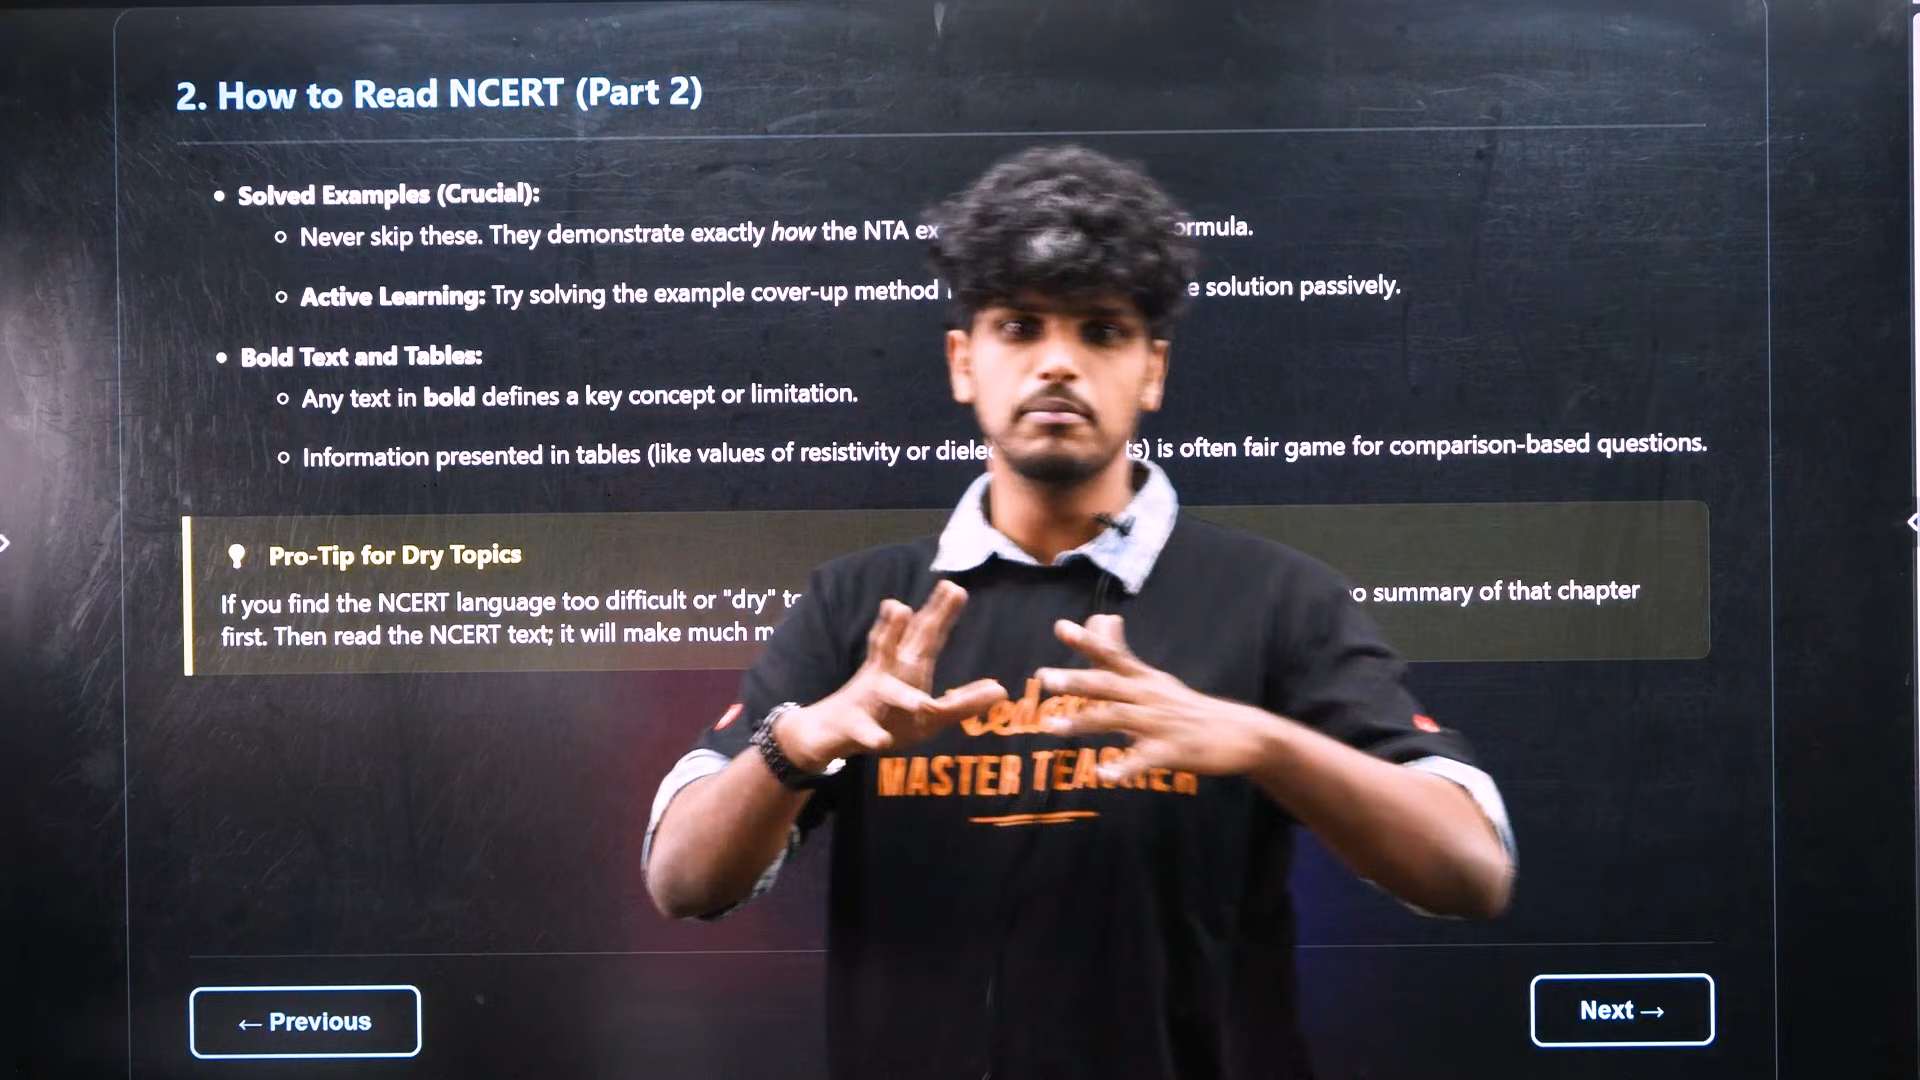 2. How to Read NCERT (Part 2)
Solved Examples (Crucial):
Never skip these. They demonstrate exactly how the NTA
Active Learning: Try solving the example cover-up method solution passively.
Bold Text and Tables:
Any text in bold defines a key concept or limitation.
Information presented in tables (like values of resistivity or is often fair game for comparison-based questions.
Pro-Tip for Dry Topics
If you find the NCERT language too difficult or "dry" summary of that chapter
first. Then read the NCERT text; it will make much
MASTER TEACHER
← Previous
Next →